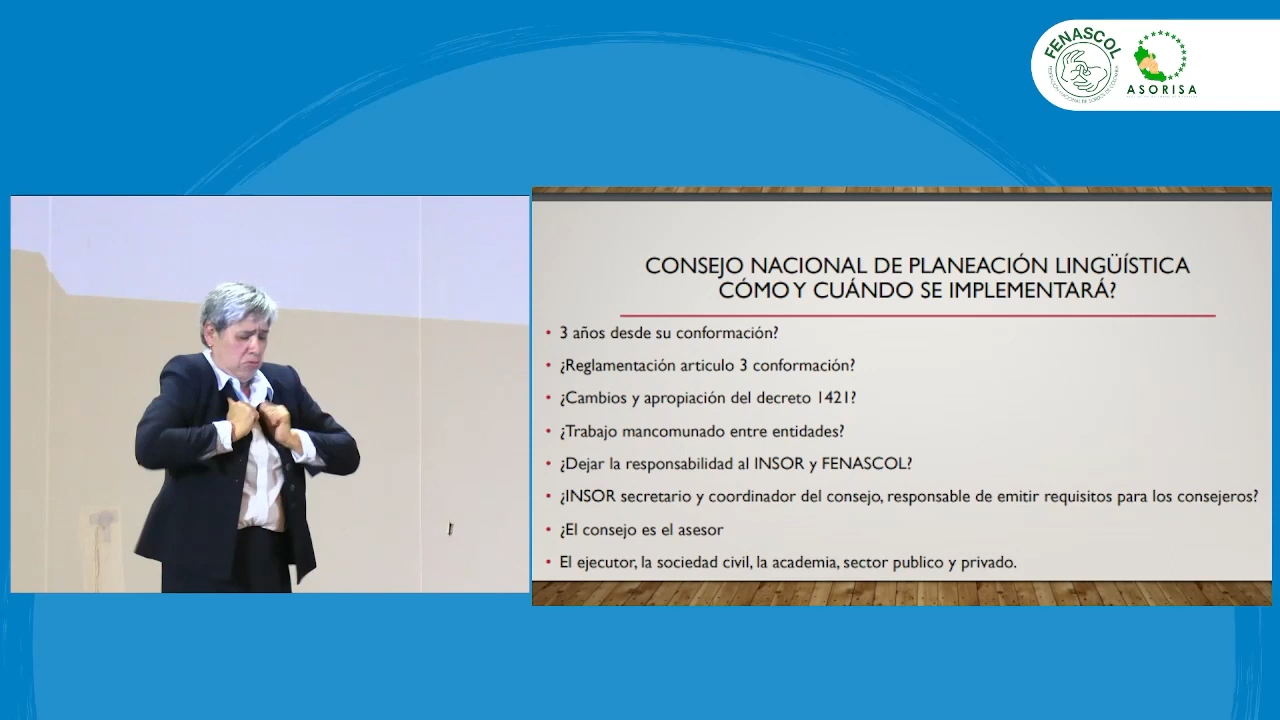 FENASCOL
ASORISA
CONSEJO NACIONAL DE PLANEACIÓN LINGÜÍSTICA
CÓMO Y CUÁNDO SE IMPLEMENTARÁ?
• 3 años desde su conformación?
• ¿Reglamentación articulo 3 conformación?
• ¿Cambios y apropiación del decreto 1421?
• ¿Trabajo mancomunado entre entidades?
• ¿Dejar la responsabilidad al INSOR y FENASCOL?
• ¿INSOR secretario y coordinador del consejo, responsable de emitir requisitos para los consejeros?
• ¿El consejo es el asesor
• El ejecutor, la sociedad civil, la academia, sector publico y privado.